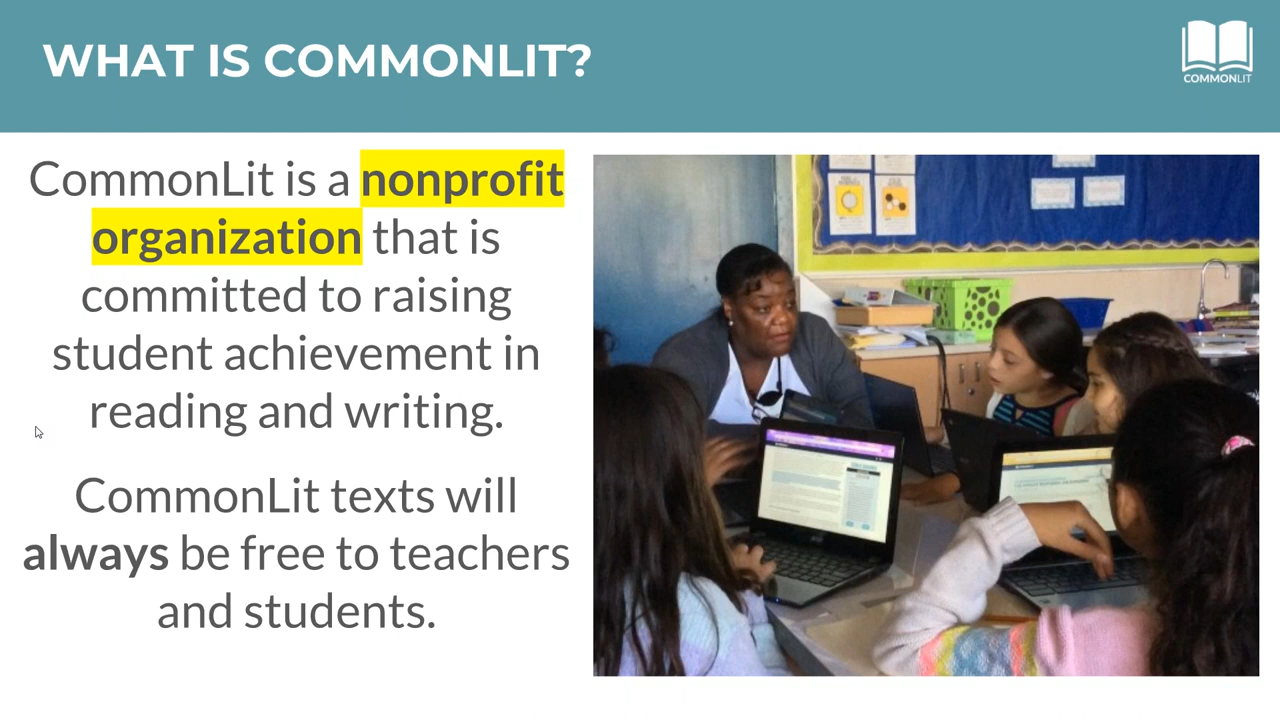 WHAT IS COMMONLIT?
COMMONLIT
CommonLit is a nonprofit
organization that is
committed to raising
student achievement in
reading and writing.
CommonLit texts will
always be free to teachers
and students.